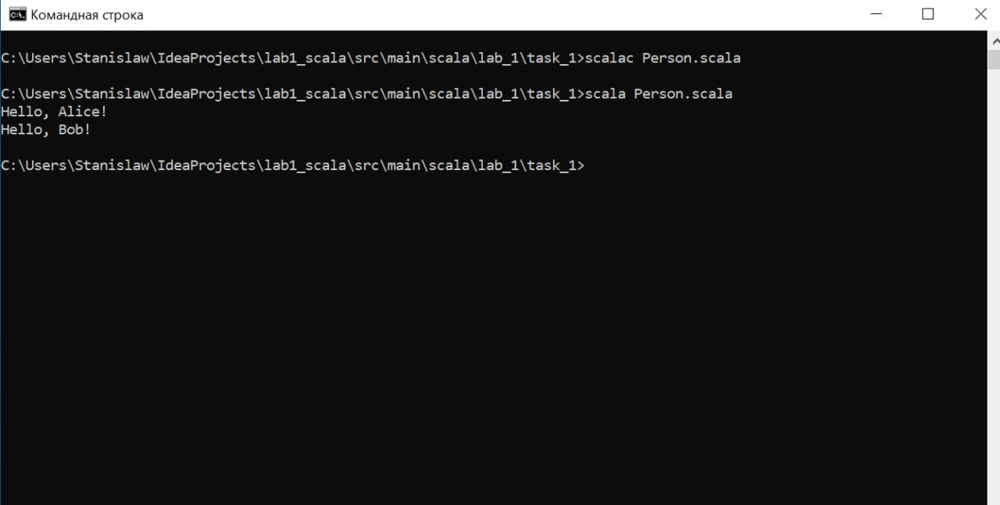 Командная строка
C:\Users\Stanislaw\IdeaProjects\lab1_scala\src\main\scala\lab_1\task_1>scalac Person.scala
C:\Users\Stanislaw\IdeaProjects\lab1_scala\src\main\scala\lab_1\task_1>scala Person.scala
Hello, Alice!
Hello, Bob!
C:\Users\Stanislaw\IdeaProjects\lab1_scala\src\main\scala\lab_1\task_1>